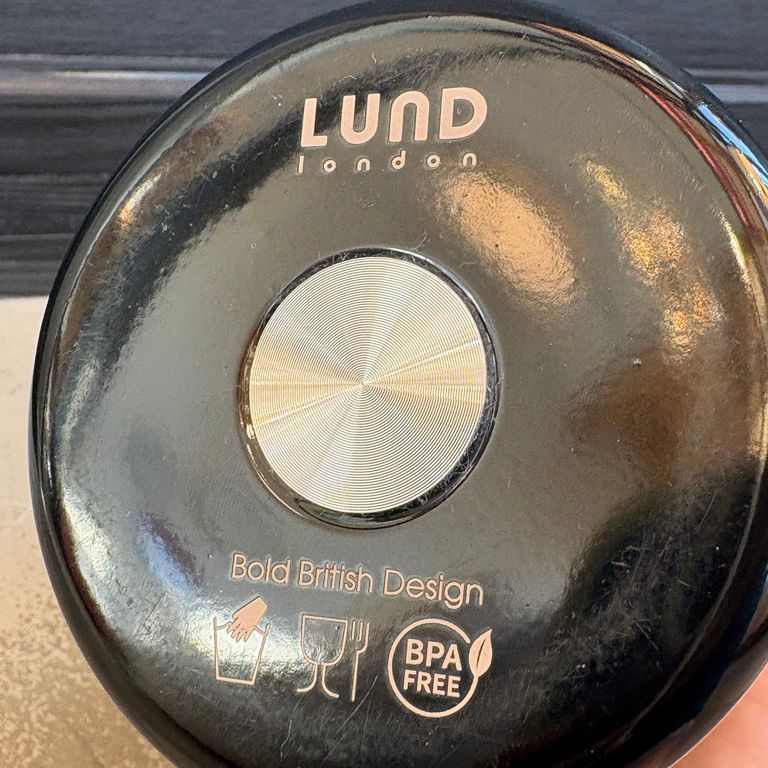 LUND
london
Bold British Design
BPA
FREE